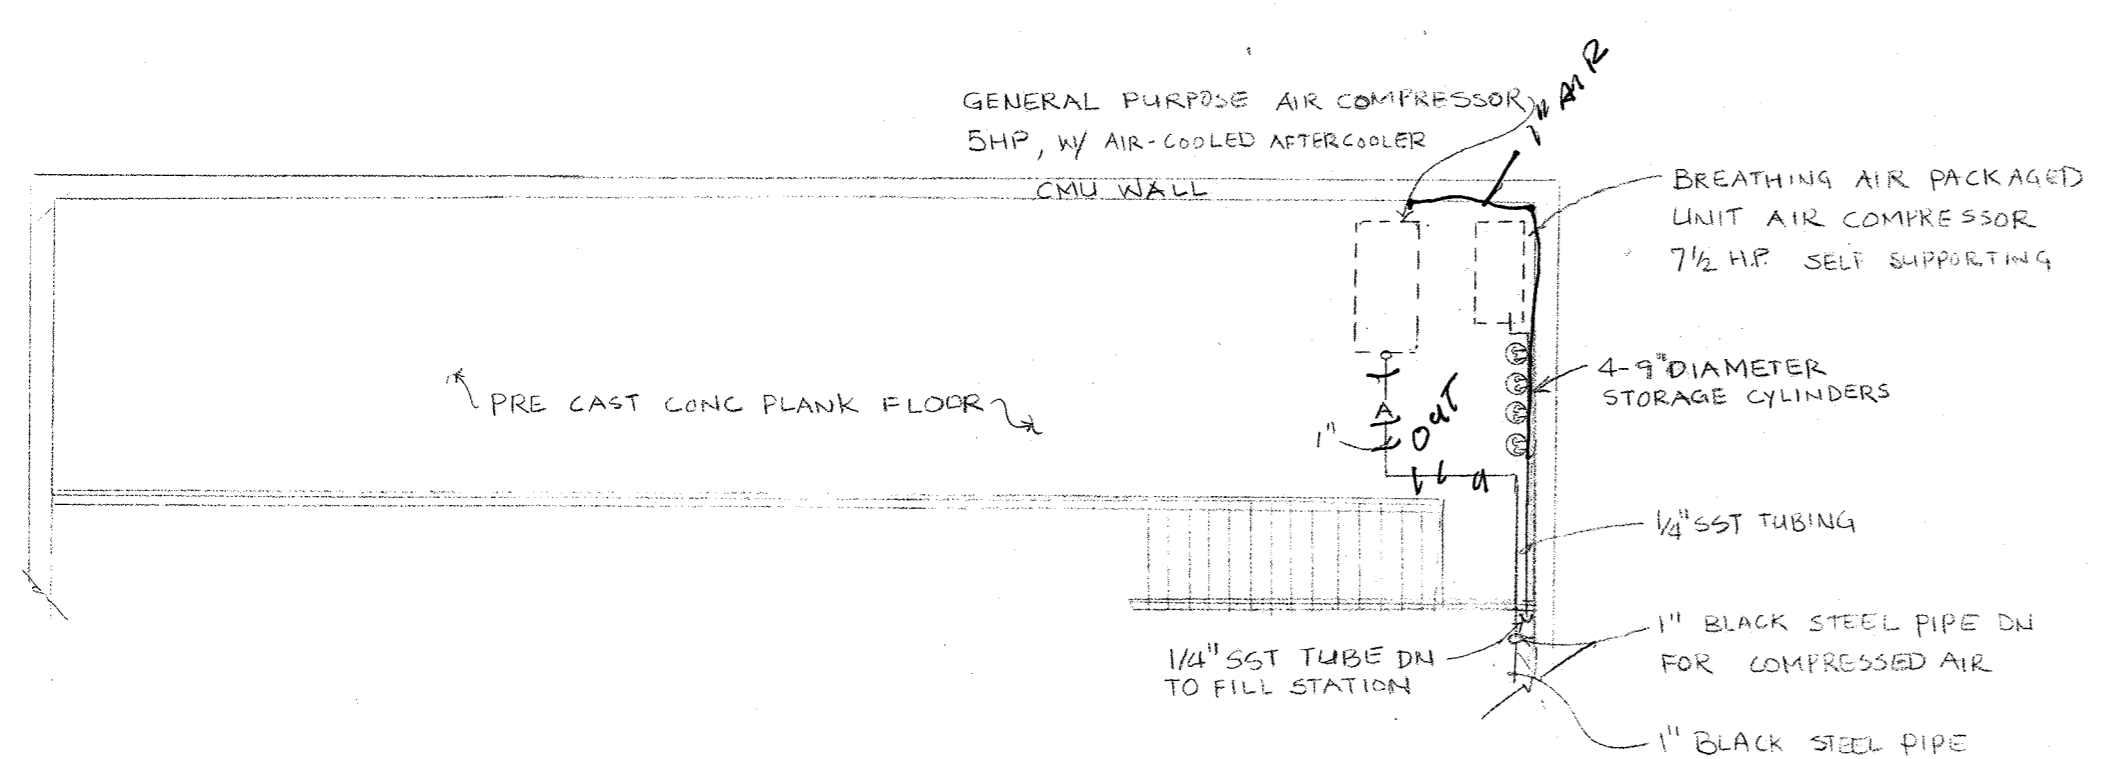 GENERAL PURPOSE AIR COMPRESSOR
5HP, W/ AIR-COOLED AFTERCOOLER
1" AIR
CMU WALL
BREATHING AIR PACKAGED
UNIT AIR COMPRESSOR
7½ H.P. SELF SUPPORTING
4-9" DIAMETER
STORAGE CYLINDERS
PRE CAST CONC PLANK FLOOR
A
1"
OUT
1/4" SST TUBING
1/4" SST TUBE DN
TO FILL STATION
1" BLACK STEEL PIPE DN
FOR COMPRESSED AIR
1" BLACK STEEL PIPE